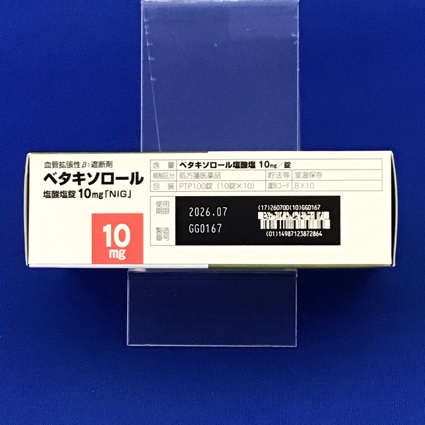 血管拡張性β1遮断剤
ベタキソロール
塩酸塩錠10mg「NIG」
10
mg
含 量 ベタキソロール塩酸塩 10mg/錠
規制区分 処方箋医薬品 貯法等 室温保存
包 装 PTP100錠(10錠×10) 識別コード B×10
使用
期限 2026.07
製造
番号 GG0167
(17)260700(10)GG0167
(01)14987123872864